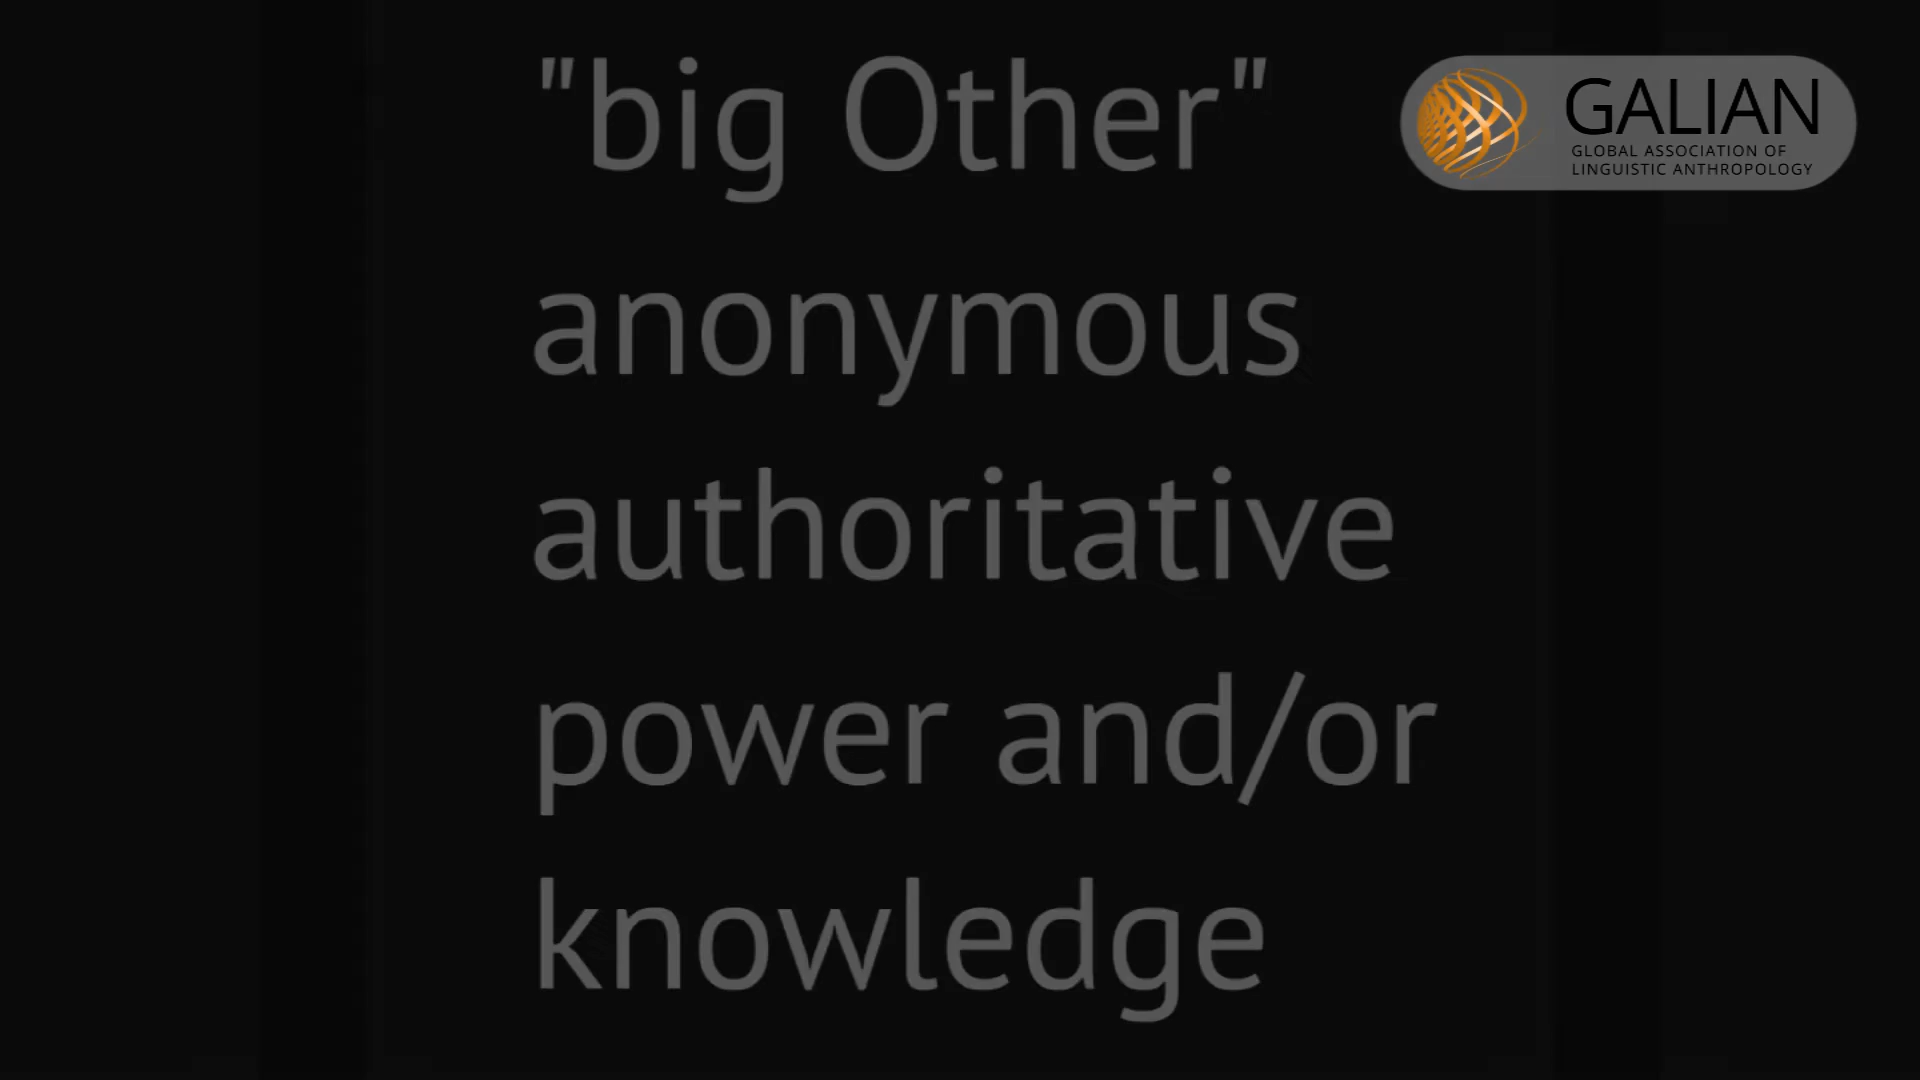 "big Other"
anonymous
authoritative
power and/or
knowledge
GALIAN
GLOBAL ASSOCIATION OF
LINGUISTIC ANTHROPOLOGY